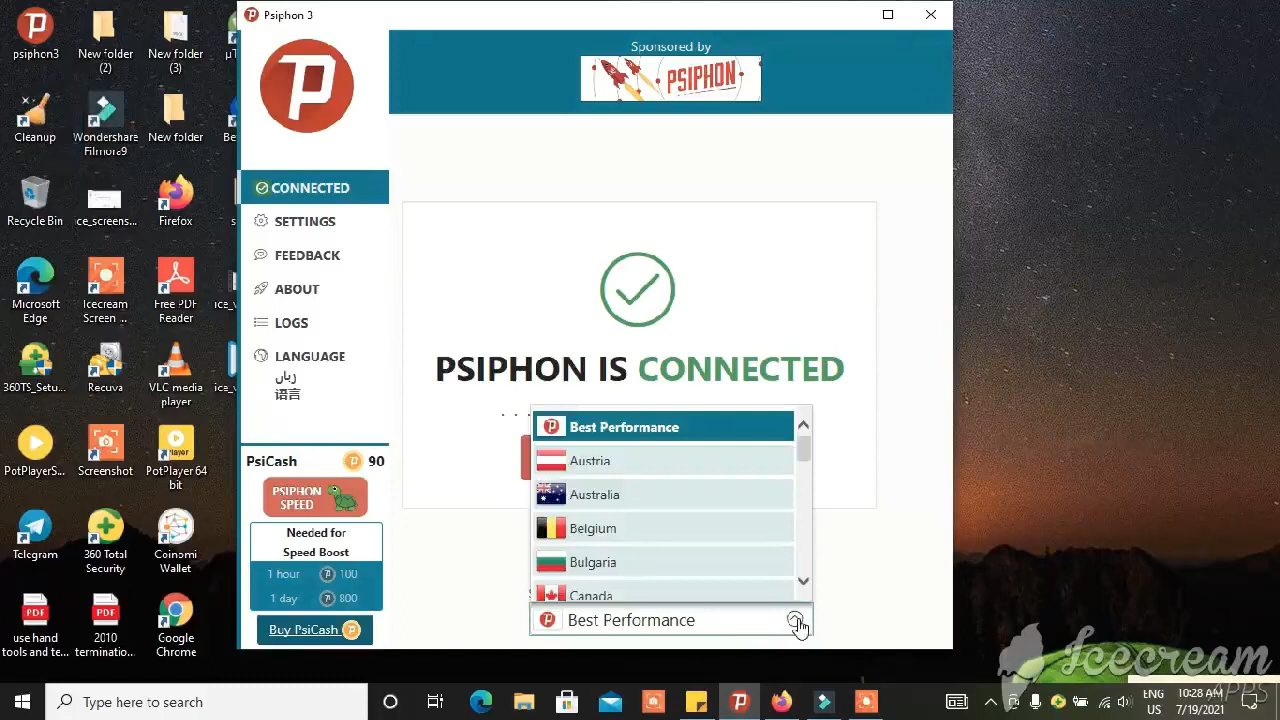 Psiphon 3
Sponsored by
PSIPHON
CONNECTED
SETTINGS
FEEDBACK
ABOUT
LOGS
LANGUAGE
زبان
语言
PsiCash 90
PSIPHON
SPEED
Needed for
Speed Boost
1 hour 100
1 day 800
Buy PsiCash
PSIPHON IS CONNECTED
Best Performance
Austria
Australia
Belgium
Bulgaria
Canada
Best Performance
psiphon3
New folder
(2)
New folder
(3)
Cleanup
Wondershare
Filmora9
New folder
Recycle Bin
ice_screens...
Firefox
Microsoft
Edge
Icecream
Screen ...
Free PDF
Reader
360TS_Setu...
Recuva
VLC media
player
PotPlayerS...
Screenshot
PotPlayer 64
bit
Telegram
360 Total
Security
Coinomi
Wallet
use hand
tools and te...
2010
terminatio...
Google
Chrome
Icecream
APPS
Type here to search
ENG
US
10:28 AM
7/19/2021